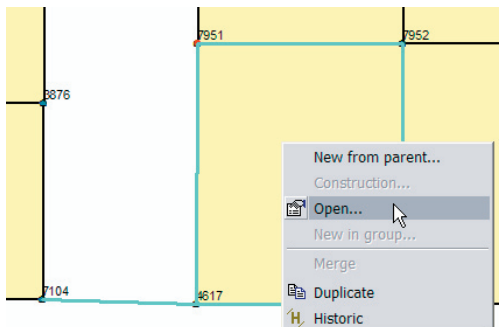 7951
7952
3876
New from parent...
Construction...
Open...
New in group...
Merge
7104
4617
Duplicate
Historic